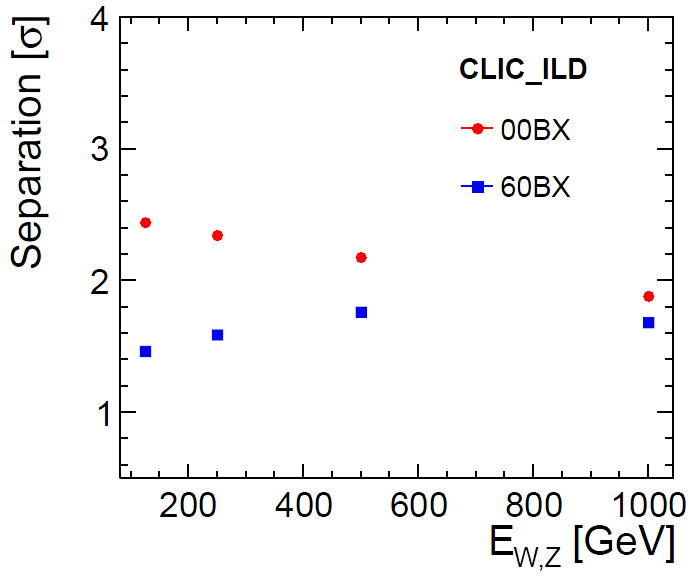 Separation [σ]
4
3
2
1
CLIC_ILD
00BX
60BX
200 400 600 800 1000
E_W,Z [GeV]